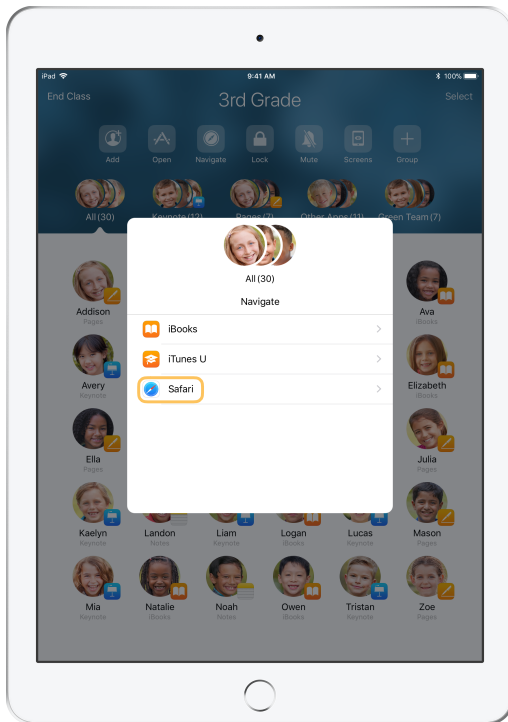 iPad 9:41 AM 100%
End Class 3rd Grade Select
Add Open Navigate Lock Mute Screens Group
All (30) Keynote (12) Pages (7) Other Apps (11) Green Team (7)
All (30)
Navigate
iBooks
iTunes U
Safari
Addison Ava
Pages iBooks
Avery Elizabeth
Keynote iBooks
Ella Julia
Pages Pages
Kaelyn Landon Liam Logan Lucas Mason
Keynote Notes Keynote iBooks Keynote Pages
Mia Natalie Noah Owen Tristan Zoe
Keynote iBooks Notes iBooks Keynote Pages